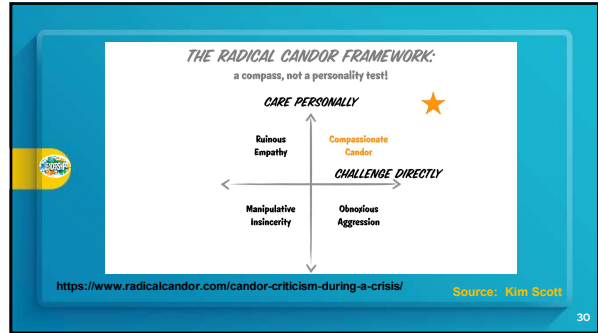 THE RADICAL CANDOR FRAMEWORK:
a compass, not a personality test!
CARE PERSONALLY
Ruinous
Empathy
Compassionate
Candor
CHALLENGE DIRECTLY
Manipulative
Insincerity
Obnoxious
Aggression
https://www.radicalcandor.com/candor-criticism-during-a-crisis/
Source: Kim Scott
30